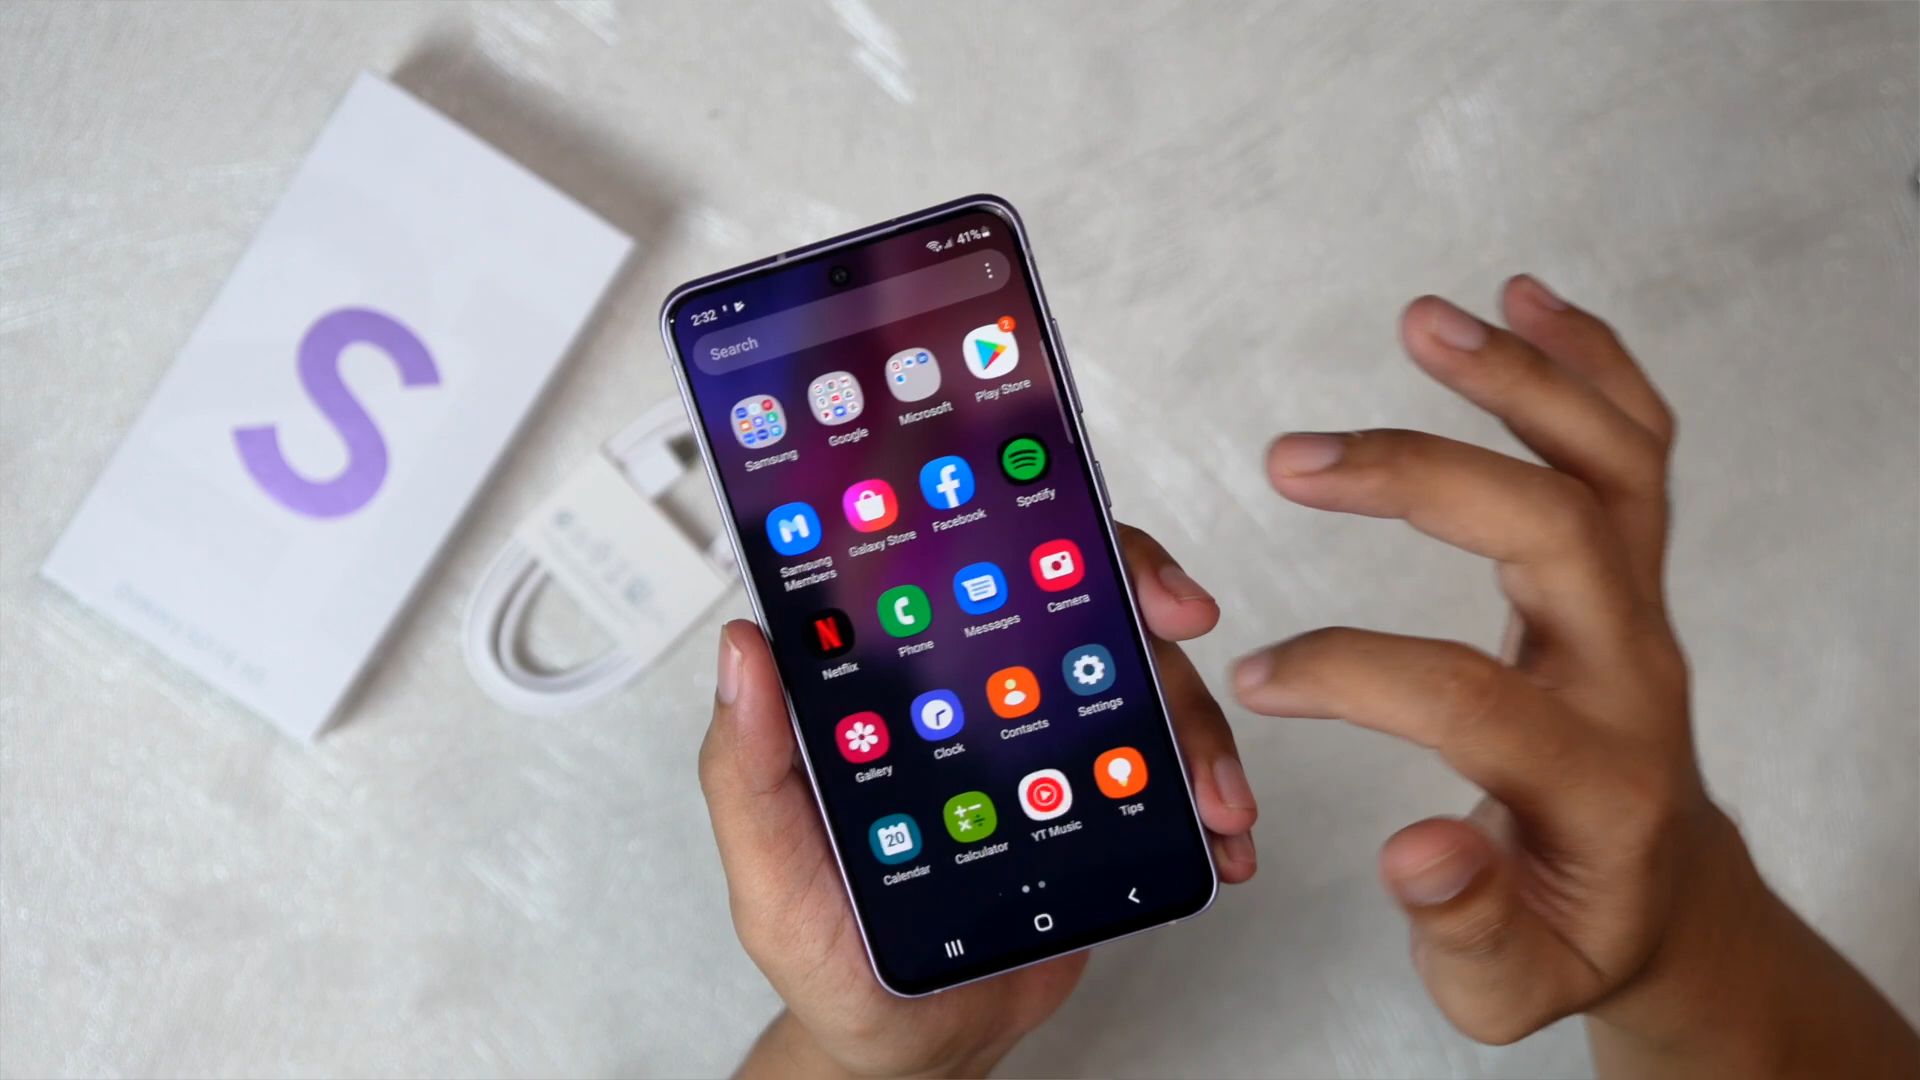 S
2:32
41%
Search
Samsung
Google
Microsoft
2
Play Store
Samsung
Members
Galaxy Store
Facebook
Spotify
Netflix
Phone
Messages
Camera
Gallery
Clock
Contacts
Settings
20
Calendar
Calculator
YT Music
Tips